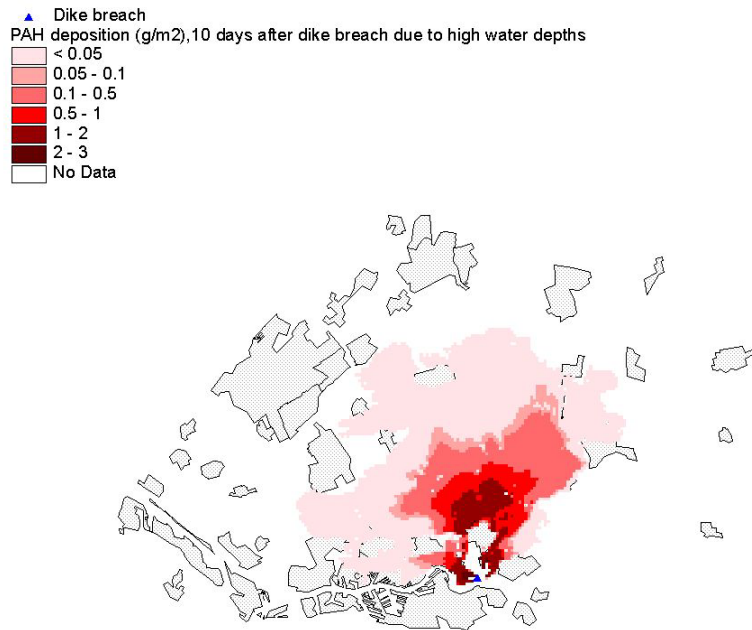 Dike breach
PAH deposition (g/m2),10 days after dike breach due to high water depths
< 0.05
0.05 - 0.1
0.1 - 0.5
0.5 - 1
1 - 2
2 - 3
No Data